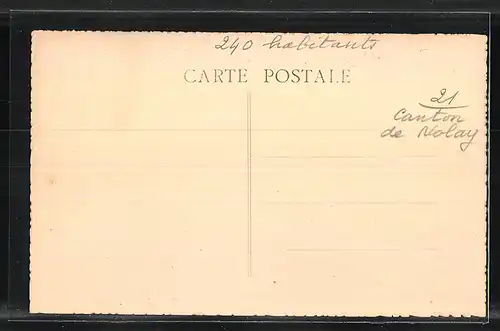 240 habitants
CARTE POSTALE
21
Canton
de Nolay